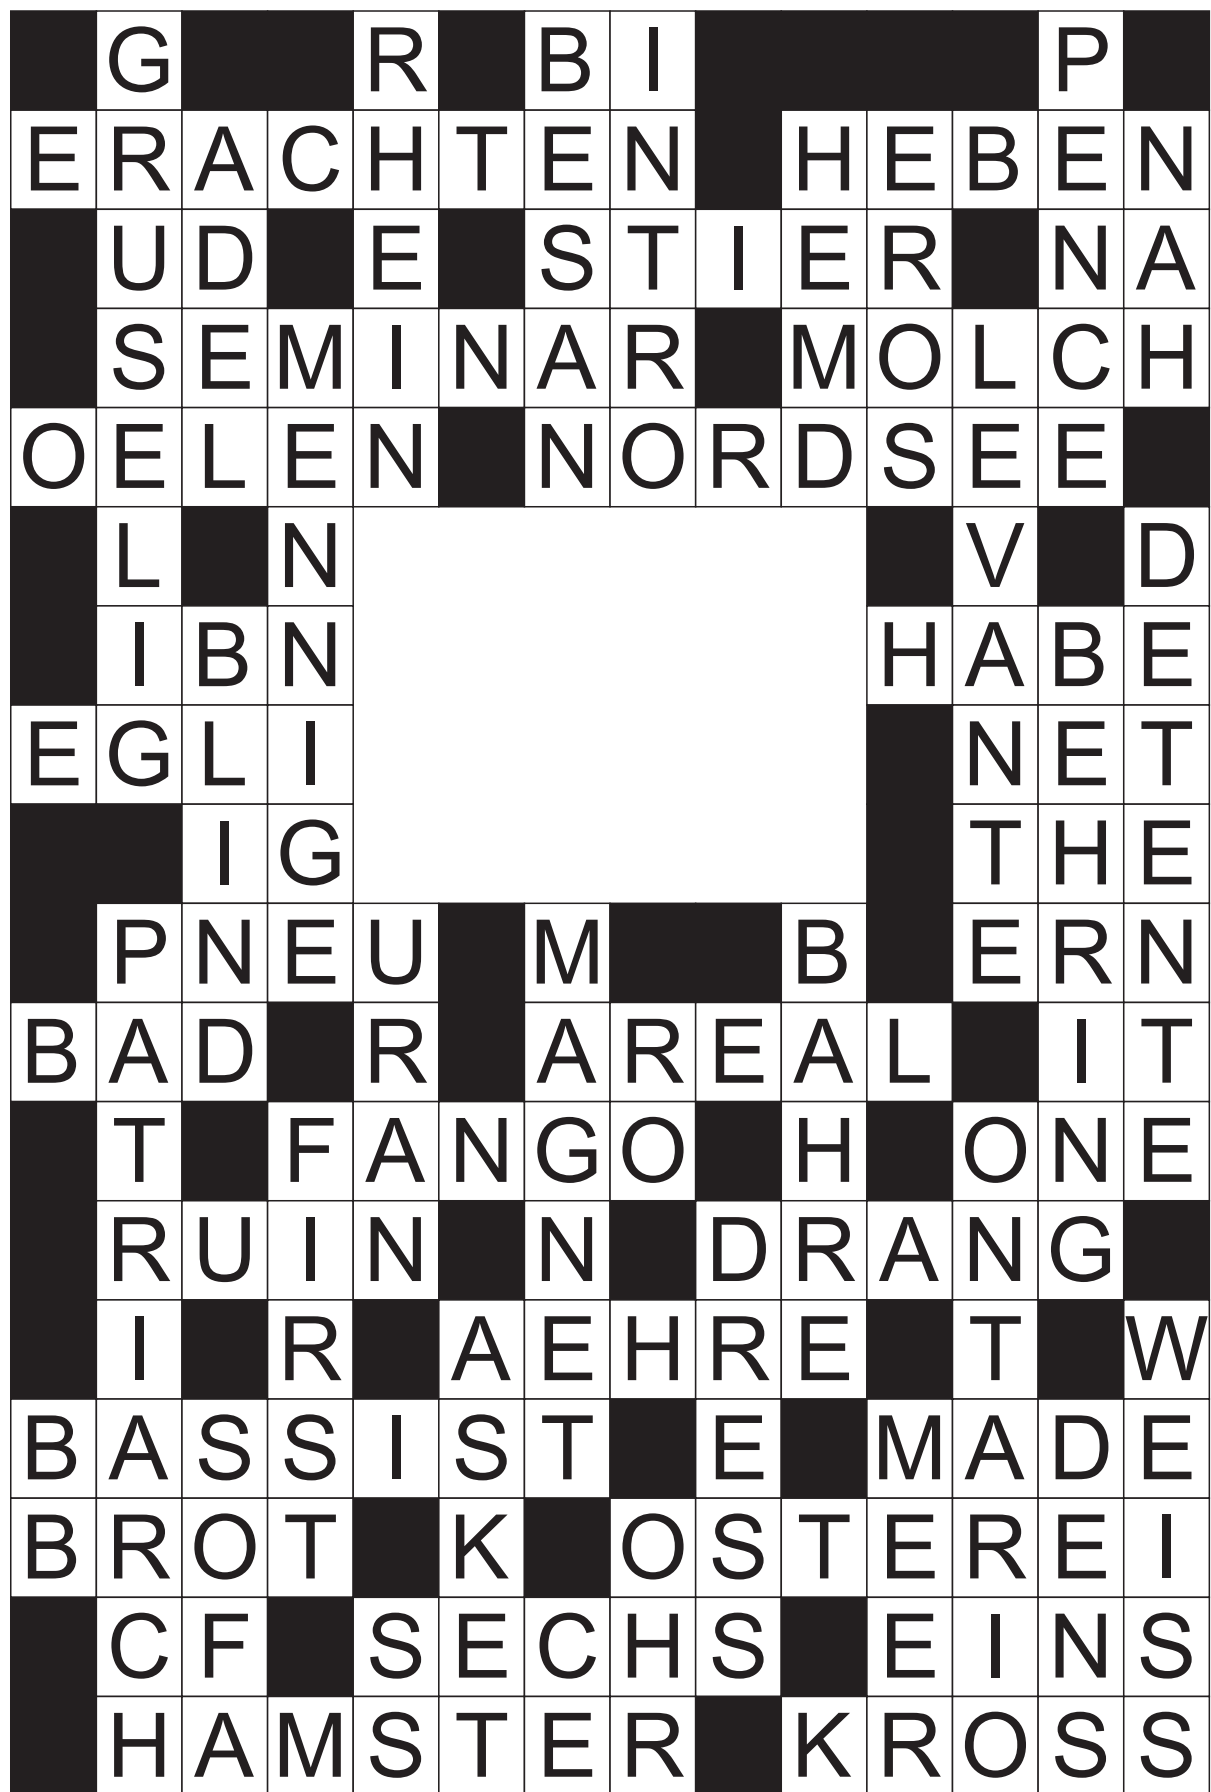 G R BI P
ERACHTEN HEBEN
UD E STIER NA
SEMINAR MOLCH
OELEN NORDSEE
L N V D
IBN HABE
EGLI NET
IG THE
PNEU M B ERN
BAD R AREAL IT
T FANGO H ONE
RUIN N DRANG
I R AEHRE T W
BASSIST E MADE
BROT K OSTEREI
CF SECHS EINS
HAMSTER KROSS